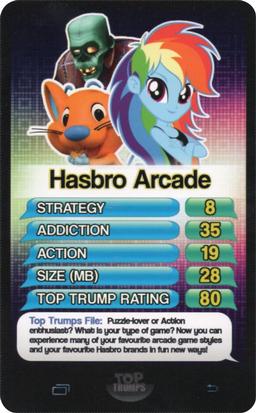 Hasbro Arcade
STRATEGY 8
ADDICTION 35
ACTION 19
SIZE (MB) 28
TOP TRUMP RATING 80
Top Trumps File: Puzzle-lover or Action
enthusiast? What is your type of game? Now you can
experience many of your favourite arcade game styles
and your favourite Hasbro brands in fun new ways!
TOP
TRUMPS